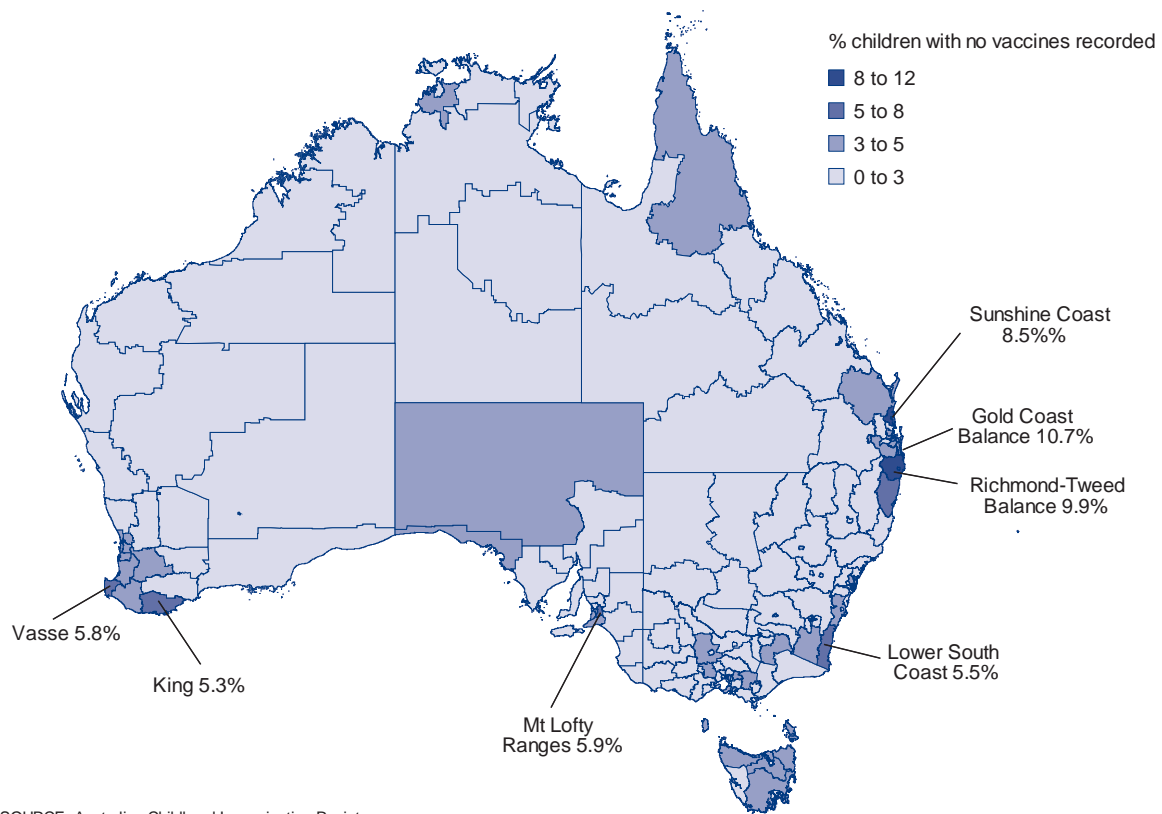 % children with no vaccines recorded
8 to 12
5 to 8
3 to 5
0 to 3
Sunshine Coast
8.5%%
Gold Coast
Balance 10.7%
Richmond-Tweed
Balance 9.9%
Vasse 5.8%
King 5.3%
Lower South
Coast 5.5%
Mt Lofty
Ranges 5.9%